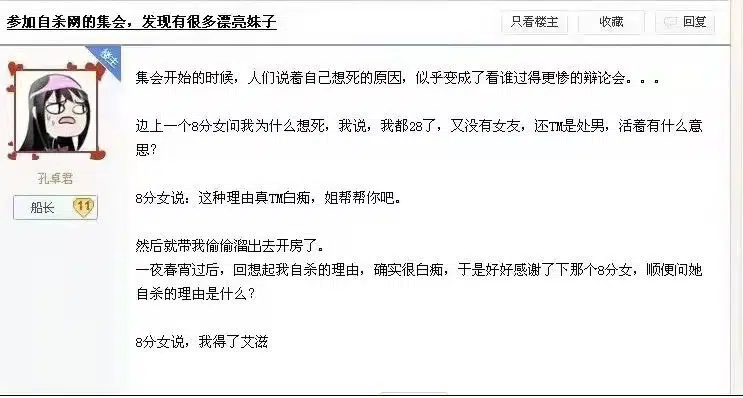 参加自杀网的集会，发现有很多漂亮妹子
只看楼主
收藏
回复
楼主
孔卓君
船长
11
集会开始的时候，人们说着自己想死的原因，似乎变成了看谁过得更惨的辩论会。。。
边上一个8分女问我为什么想死，我说，我都28了，又没有女友，还TM是处男，活着有什么意
思？
8分女说：这种理由真TM白痴，姐帮帮你吧。
然后就带我偷偷溜出去开房了。
一夜春宵过后，回想起我自杀的理由，确实很白痴，于是好好感谢了下那个8分女，顺便问她
自杀的理由是什么？
8分女说，我得了艾滋